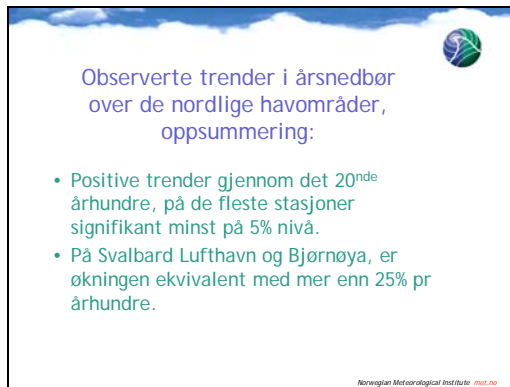 Observerte trender i årsnedbør
over de nordlige havområder,
oppsummering:
• Positive trender gjennom det 20nde
århundre, på de fleste stasjoner
signifikant minst på 5% nivå.
• På Svalbard Lufthavn og Bjørnøya, er
økningen ekvivalent med mer enn 25% pr
århundre.
Norwegian Meteorological Institute met.no